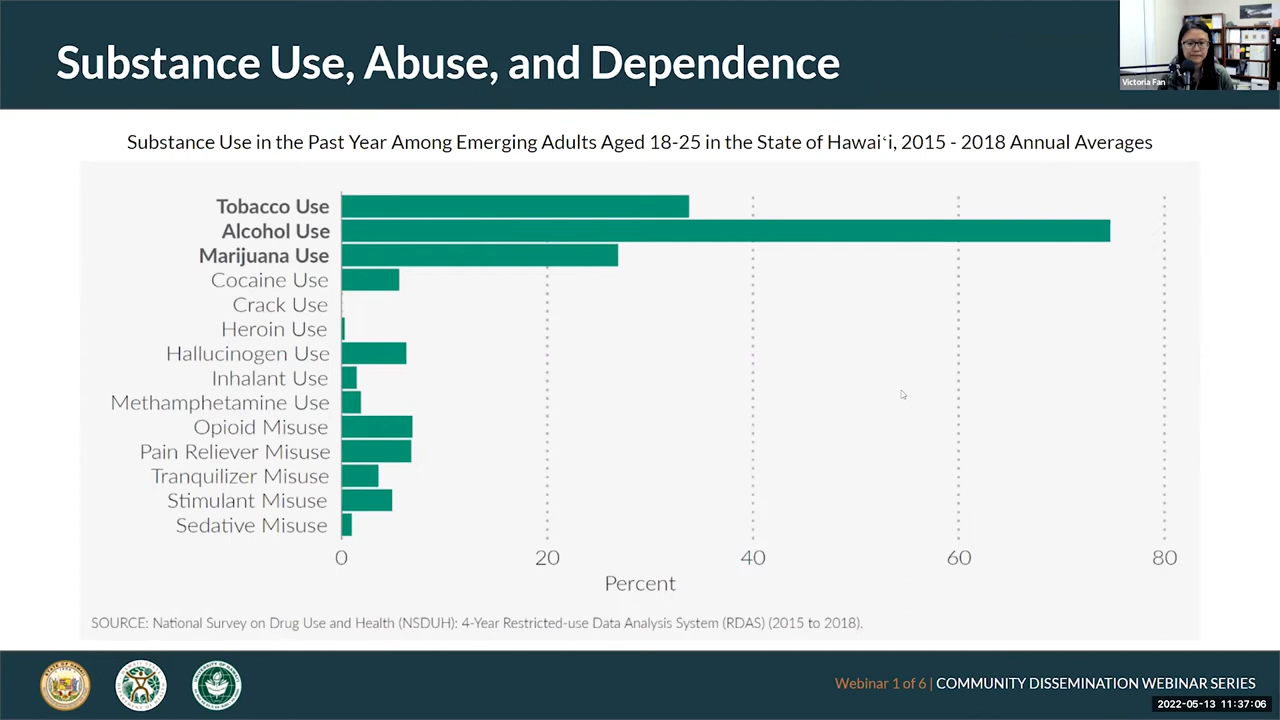 Substance Use, Abuse, and Dependence
Victoria Fan
Substance Use in the Past Year Among Emerging Adults Aged 18-25 in the State of Hawaiʻi, 2015 - 2018 Annual Averages
Tobacco Use
Alcohol Use
Marijuana Use
Cocaine Use
Crack Use
Heroin Use
Hallucinogen Use
Inhalant Use
Methamphetamine Use
Opioid Misuse
Pain Reliever Misuse
Tranquilizer Misuse
Stimulant Misuse
Sedative Misuse
0 20 40 60 80
Percent
SOURCE: National Survey on Drug Use and Health (NSDUH): 4-Year Restricted-use Data Analysis System (RDAS) (2015 to 2018).
Webinar 1 of 6 | COMMUNITY DISSEMINATION WEBINAR SERIES
2022-05-13 11:37:06